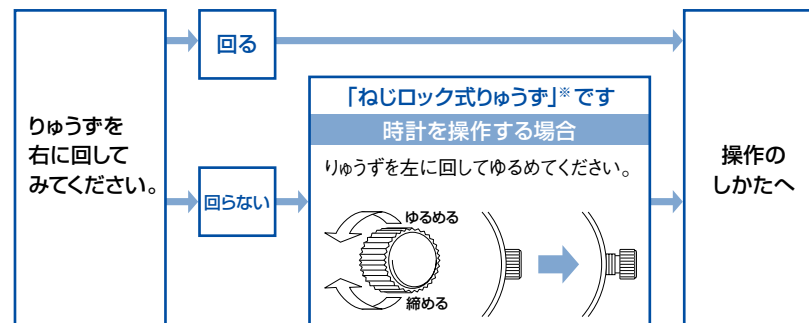 りゅうずを
右に回して
みてください。
回る
回らない
「ねじロック式りゅうず」※です
時計を操作する場合
りゅうずを左に回してゆるめてください。
ゆるめる
締める
操作の
しかたへ